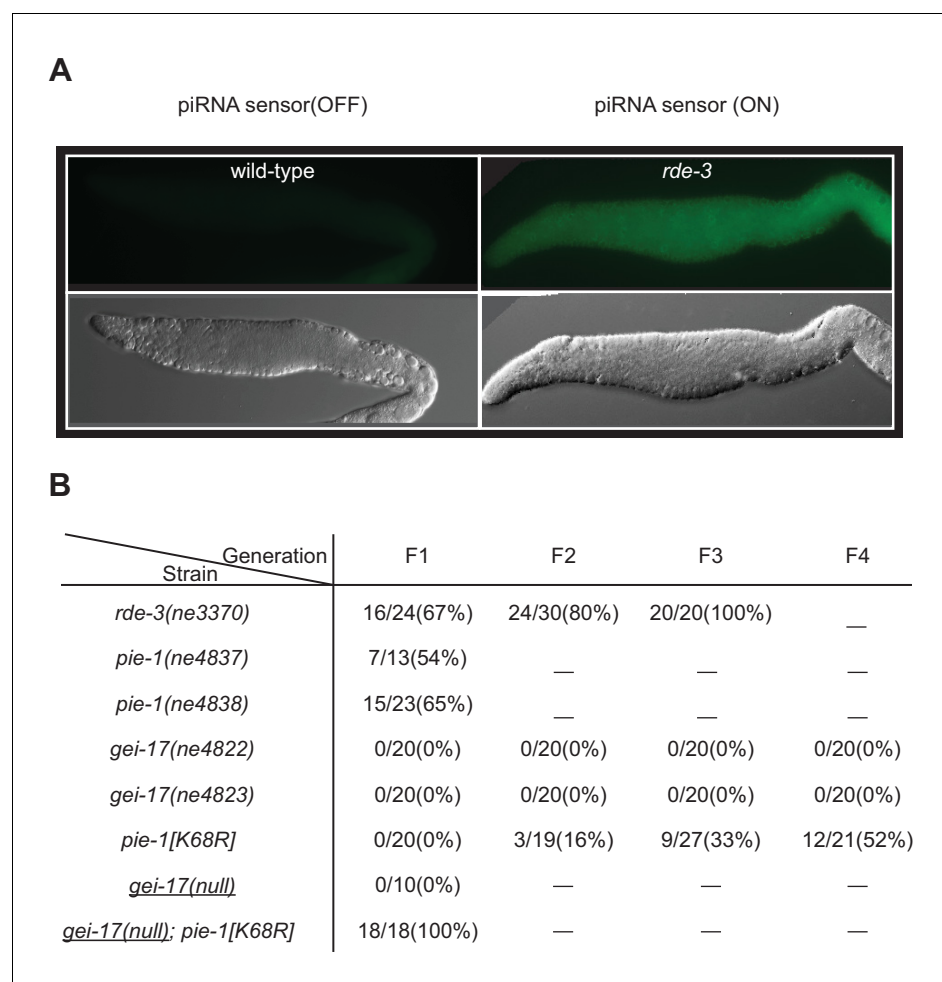 A
piRNA sensor(OFF)
piRNA sensor (ON)
wild-type
rde-3
B
Generation
Strain
F1 F2 F3 F4
rde-3(ne3370) 16/24(67%) 24/30(80%) 20/20(100%) —
pie-1(ne4837) 7/13(54%) — — —
pie-1(ne4838) 15/23(65%) — — —
gei-17(ne4822) 0/20(0%) 0/20(0%) 0/20(0%) 0/20(0%)
gei-17(ne4823) 0/20(0%) 0/20(0%) 0/20(0%) 0/20(0%)
pie-1[K68R] 0/20(0%) 3/19(16%) 9/27(33%) 12/21(52%)
gei-17(null) 0/10(0%) — — —
gei-17(null); pie-1[K68R] 18/18(100%) — — —